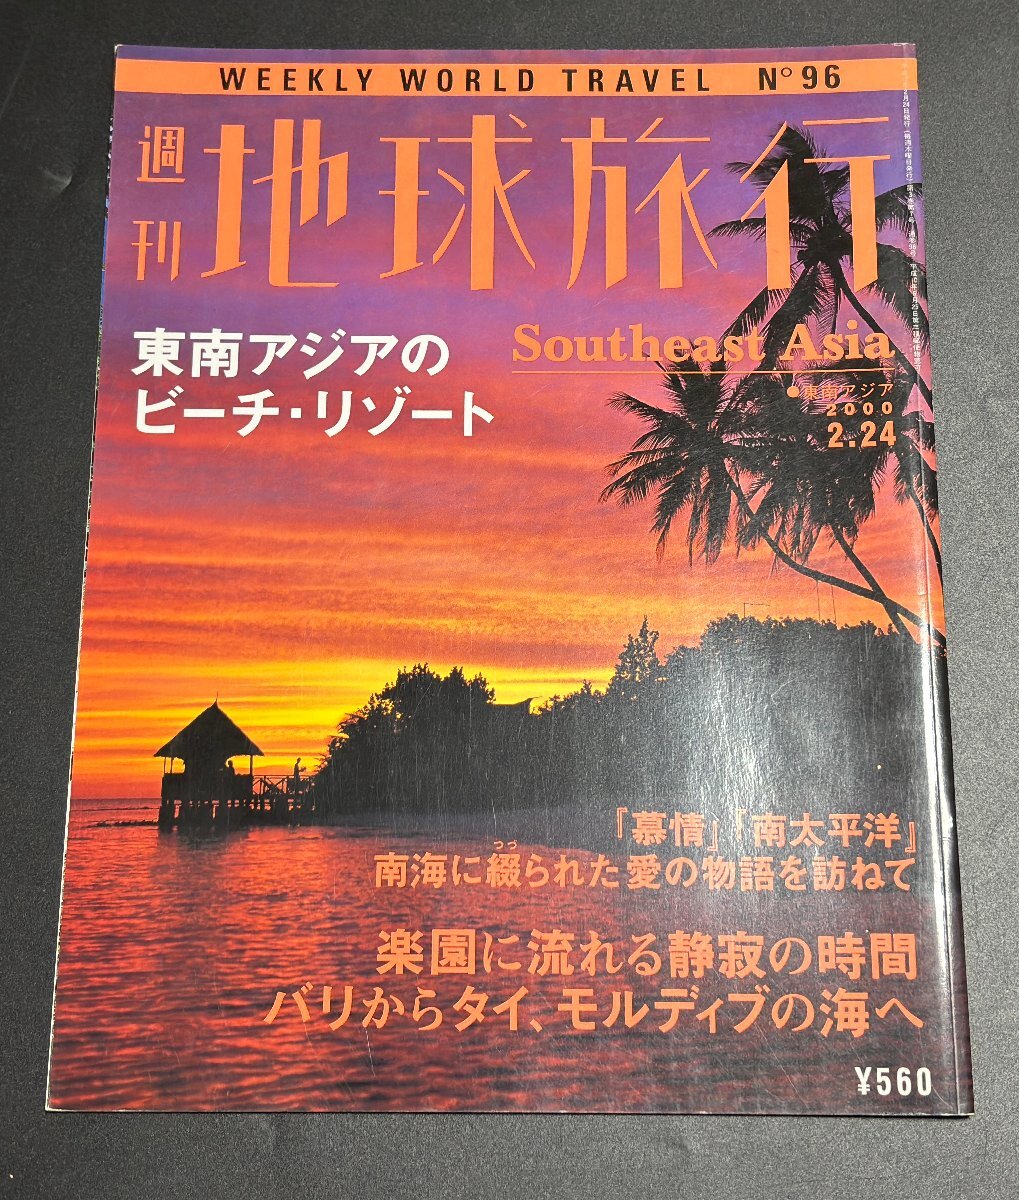 WEEKLY WORLD TRAVEL N° 96
週刊 地球旅行
東南アジアの
ビーチ・リゾート
Southeast Asia
●東南アジア
2000
2.24
『慕情』『南太平洋』
つづ
南海に綴られた愛の物語を訪ねて
楽園に流れる静寂の時間
バリからタイ、モルディブの海へ
¥560